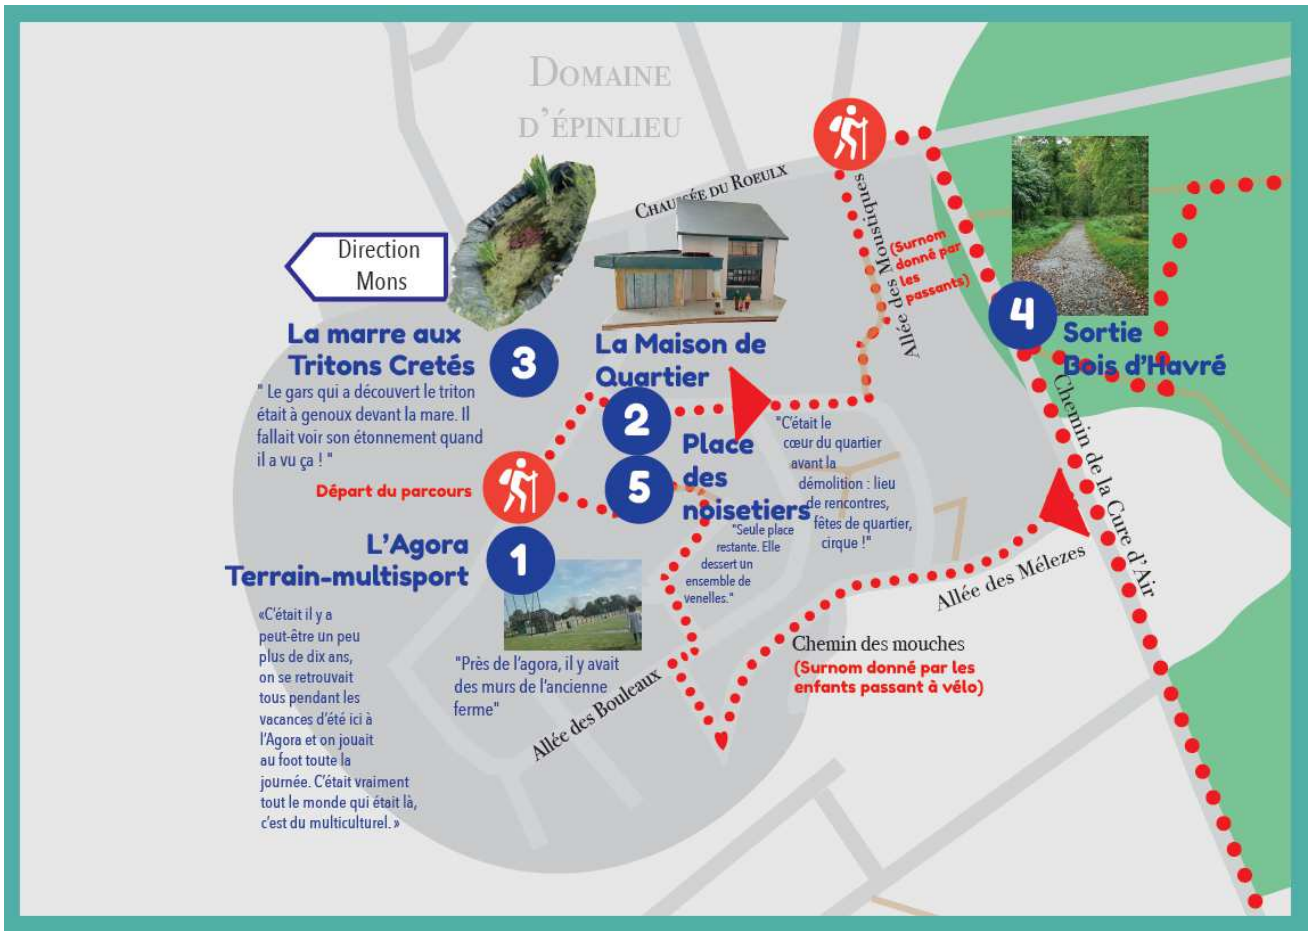 DOMAINE
D'ÉPINLIEU
CHAUSSÉE DU ROEULX
Allée des Moustiques
(Surnom
donné par
les
passants)
Direction
Mons
La marre aux
Tritons Cretés
3
" Le gars qui a découvert le triton
était à genoux devant la mare. Il
fallait voir son étonnement quand
il a vu ça ! "
La Maison de
Quartier
2
4
Sortie
Bois d'Havré
Départ du parcours
5
Place
des
noisetiers
"C'était le
cœur du quartier
avant la
démolition : lieu
de rencontres,
fêtes de quartier,
cirque !"
"Seule place
restante. Elle
dessert un
ensemble de
venelles."
L'Agora
Terrain-multisport
1
«C'était il y a
peut-être un peu
plus de dix ans,
on se retrouvait
tous pendant les
vacances d'été ici à
l'Agora et on jouait
au foot toute la
journée. C'était vraiment
tout le monde qui était là,
c'est du multiculturel. »
"Près de l'agora, il y avait
des murs de l'ancienne
ferme"
Allée des Bouleaux
Chemin des mouches
(Surnom donné par les
enfants passant à vélo)
Allée des Mélezes
Chemin de la Cure d'Air